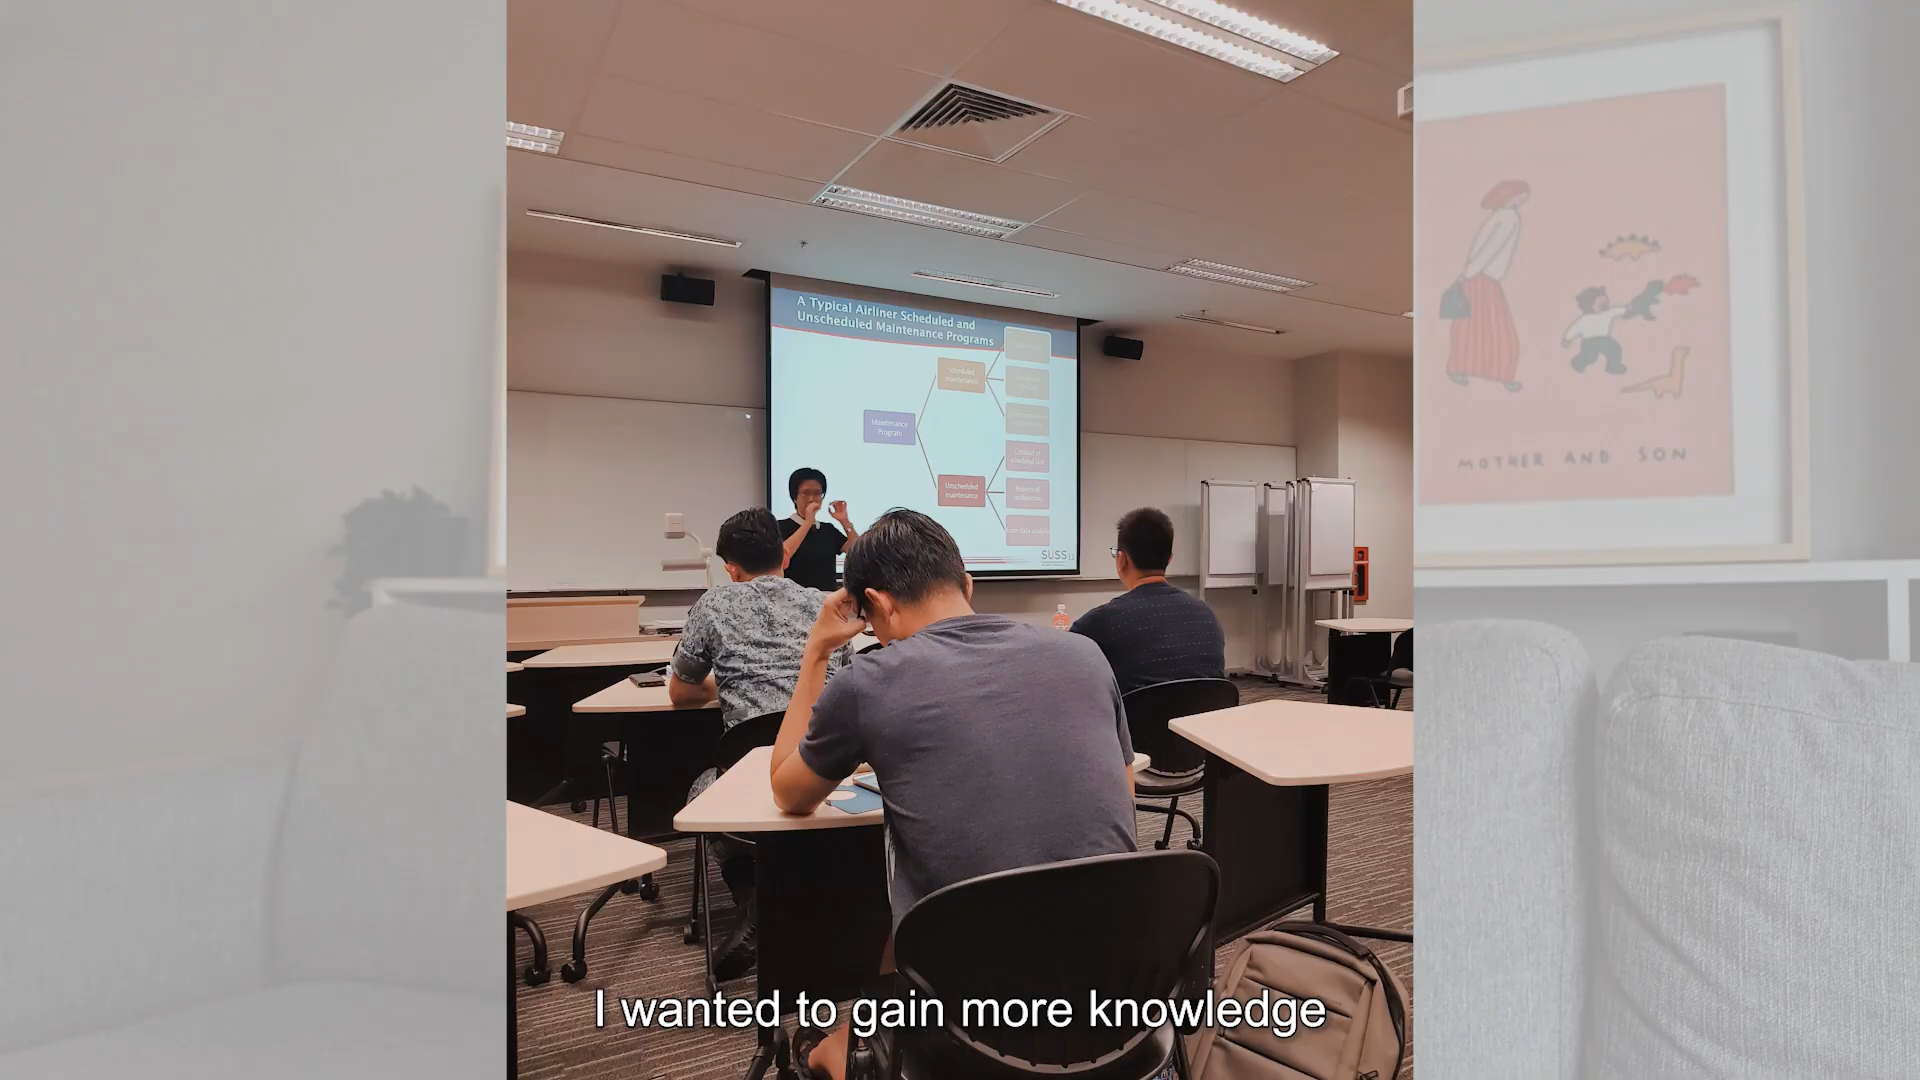 A Typical Airliner Scheduled and
Unscheduled Maintenance Programs
Scheduled
maintenance
Maintenance
Program
Unscheduled
maintenance
SUSS
MOTHER AND SON
I wanted to gain more knowledge